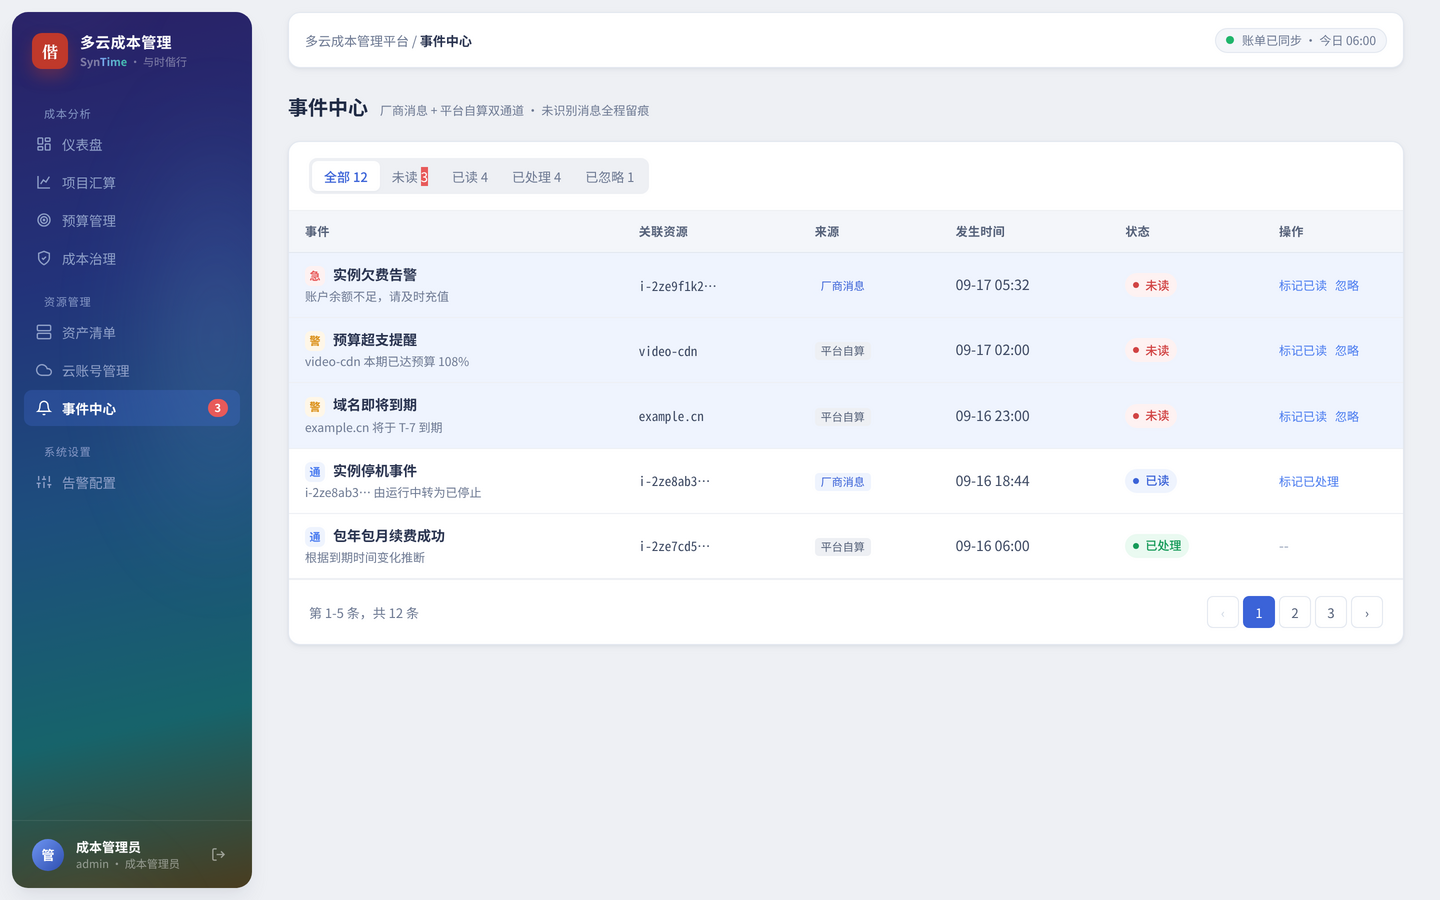 偕
多云成本管理
SynTime · 与时偕行
成本分析
仪表盘
项目汇算
预算管理
成本治理
资源管理
资产清单
云账号管理
事件中心 3
系统设置
告警配置
管
成本管理员
admin · 成本管理员
多云成本管理平台 / 事件中心
账单已同步 · 今日 06:00
事件中心 厂商消息 + 平台自算双通道 · 未识别消息全程留痕
全部 12 未读 3 已读 4 已处理 4 已忽略 1
事件 关联资源 来源 发生时间 状态 操作
急 实例欠费告警
账户余额不足，请及时充值
i-2ze9f1k2… 厂商消息 09-17 05:32 未读 标记已读 忽略
警 预算超支提醒
video-cdn 本期已达预算 108%
video-cdn 平台自算 09-17 02:00 未读 标记已读 忽略
警 域名即将到期
example.cn 将于 T-7 到期
example.cn 平台自算 09-16 23:00 未读 标记已读 忽略
通 实例停机事件
i-2ze8ab3… 由运行中转为已停止
i-2ze8ab3… 厂商消息 09-16 18:44 已读 标记已处理
通 包年包月续费成功
根据到期时间变化推断
i-2ze7cd5… 平台自算 09-16 06:00 已处理 --
第 1-5 条，共 12 条
‹ 1 2 3 ›